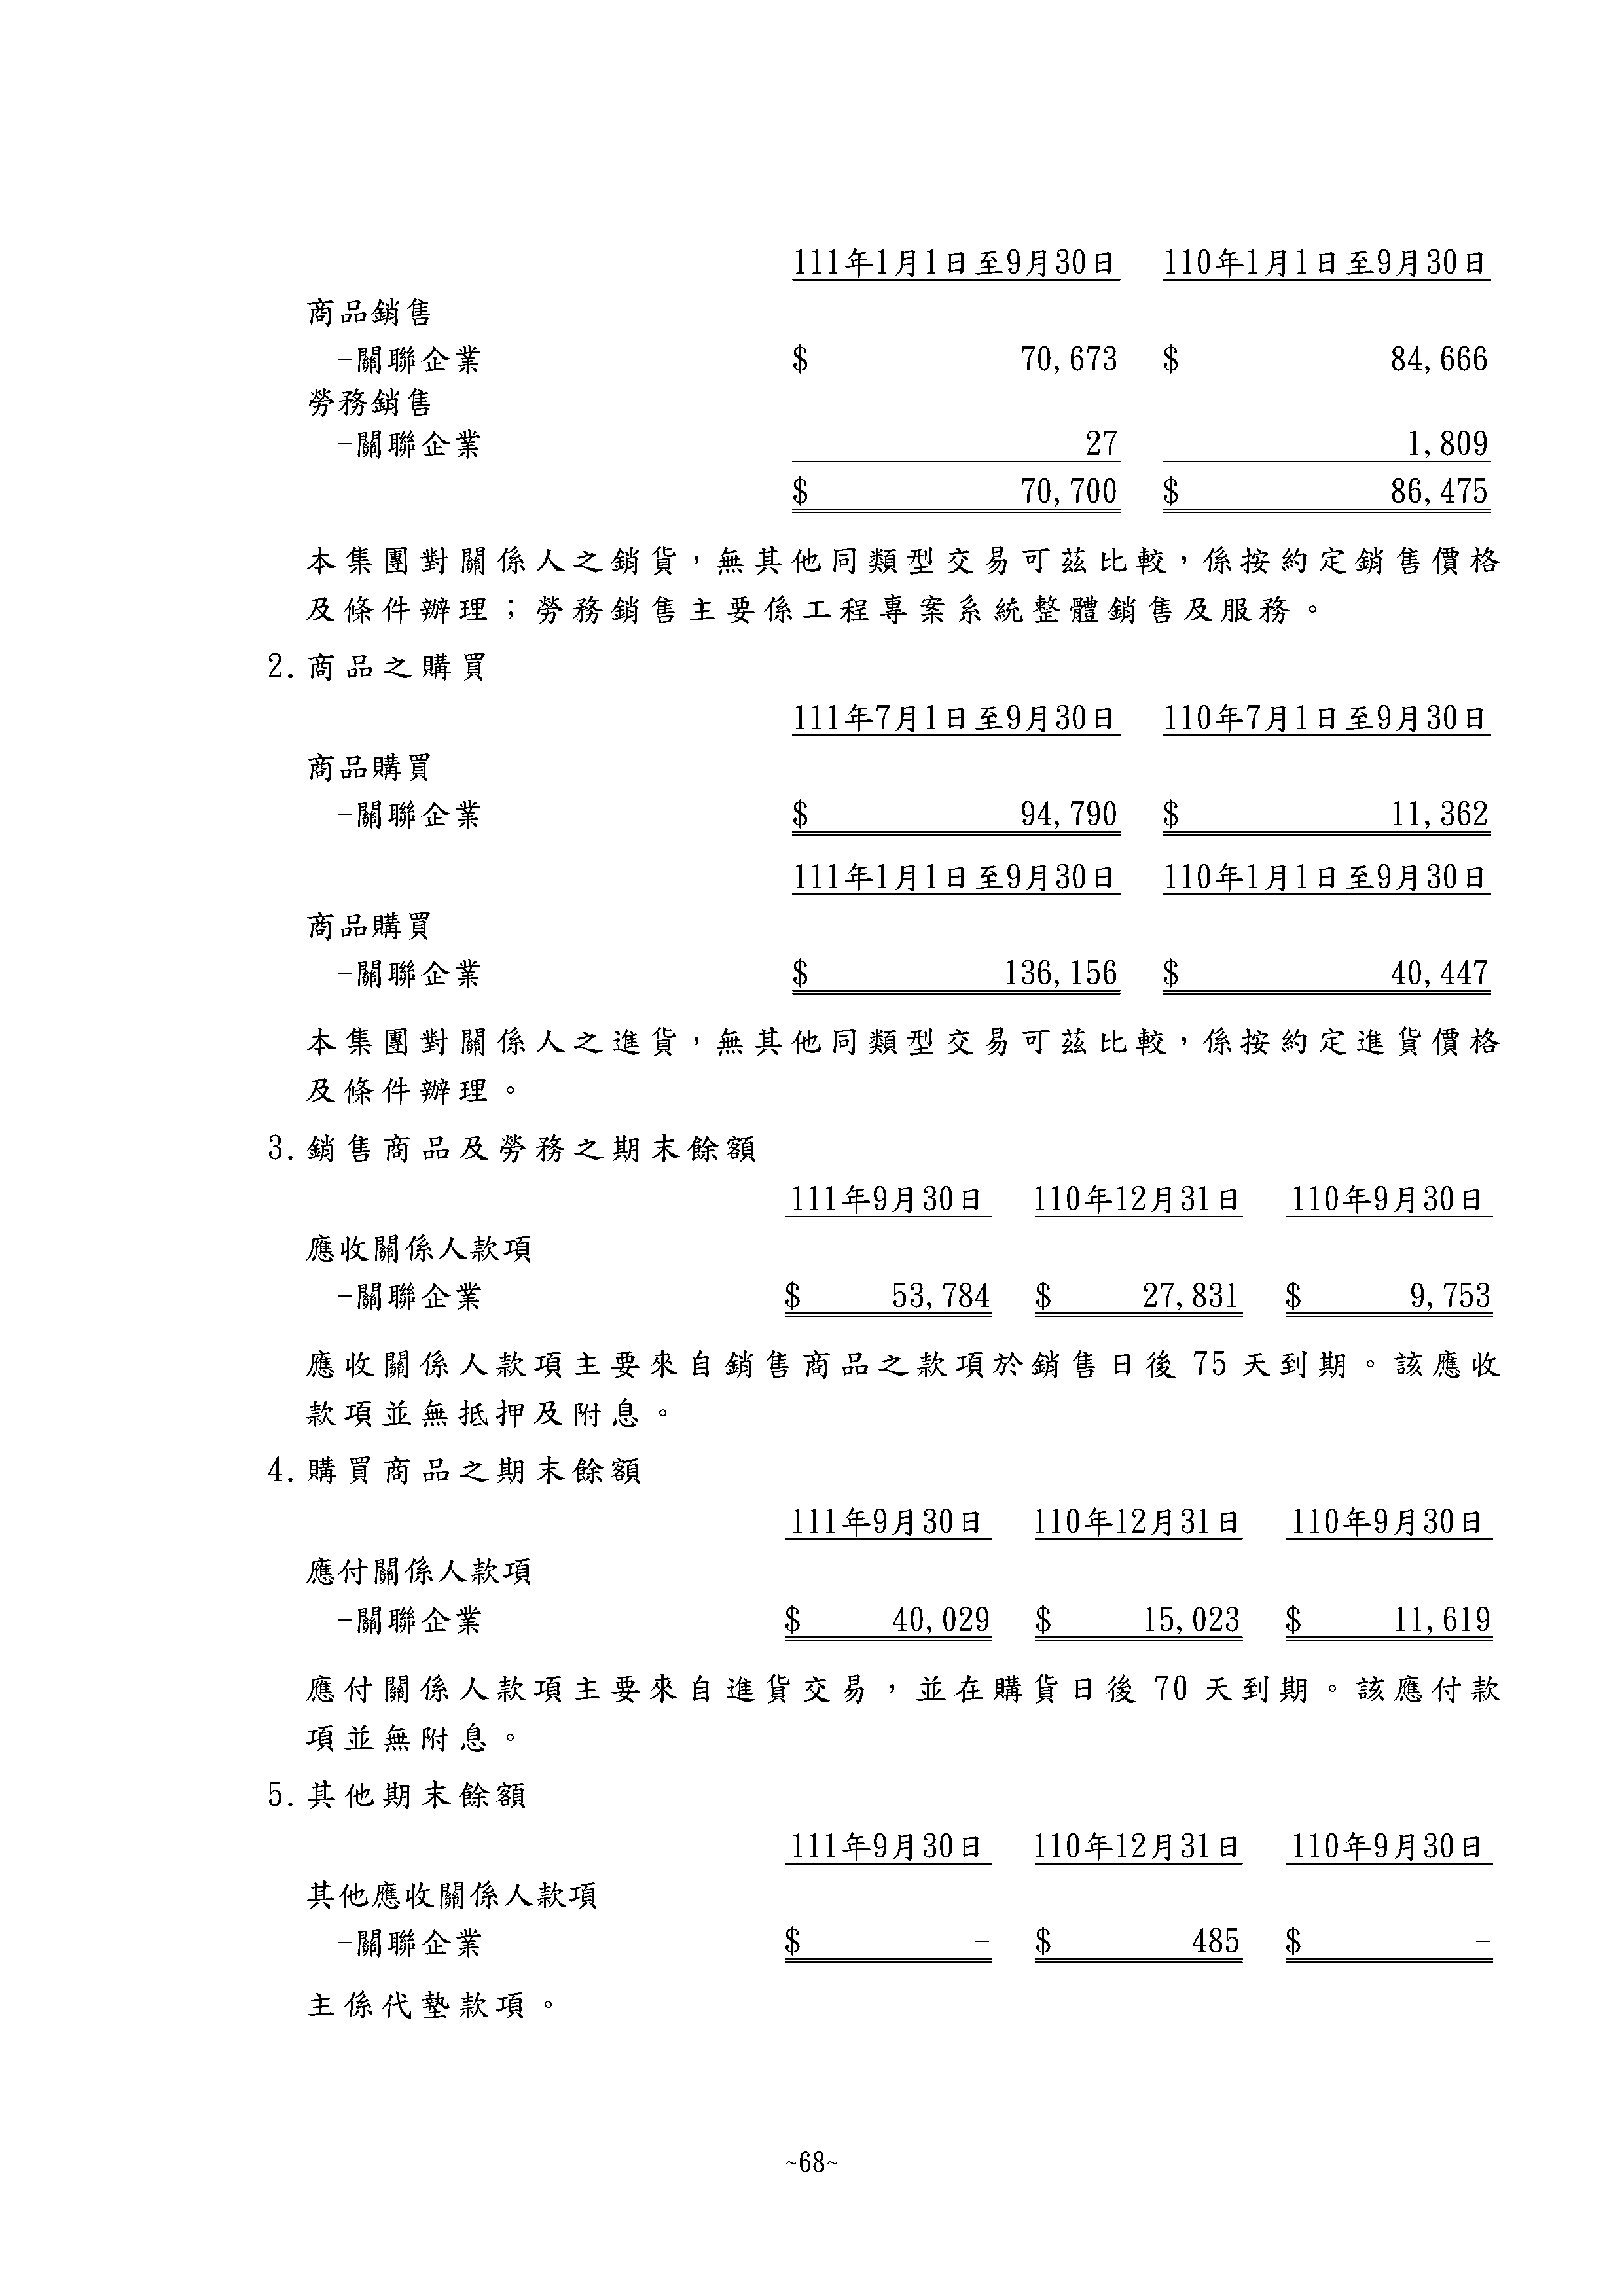 111年1月1日至9月30日 110年1月1日至9月30日
商品銷售
-關聯企業 $ 70,673 $ 84,666
勞務銷售
-關聯企業 27 1,809
$ 70,700 $ 86,475
本集團對關係人之銷貨，無其他同類型交易可茲比較，係按約定銷售價格
及條件辦理；勞務銷售主要係工程專案系統整體銷售及服務。
2.商品之購買
111年7月1日至9月30日 110年7月1日至9月30日
商品購買
-關聯企業 $ 94,790 $ 11,362
111年1月1日至9月30日 110年1月1日至9月30日
商品購買
-關聯企業 $ 136,156 $ 40,447
本集團對關係人之進貨，無其他同類型交易可茲比較，係按約定進貨價格
及條件辦理。
3.銷售商品及勞務之期末餘額
111年9月30日 110年12月31日 110年9月30日
應收關係人款項
-關聯企業 $ 53,784 $ 27,831 $ 9,753
應收關係人款項主要來自銷售商品之款項於銷售日後 75 天到期。該應收
款項並無抵押及附息。
4.購買商品之期末餘額
111年9月30日 110年12月31日 110年9月30日
應付關係人款項
-關聯企業 $ 40,029 $ 15,023 $ 11,619
應付關係人款項主要來自進貨交易，並在購貨日後 70 天到期。該應付款
項並無附息。
5.其他期末餘額
111年9月30日 110年12月31日 110年9月30日
其他應收關係人款項
-關聯企業 $ - $ 485 $ -
主係代墊款項。
~68~